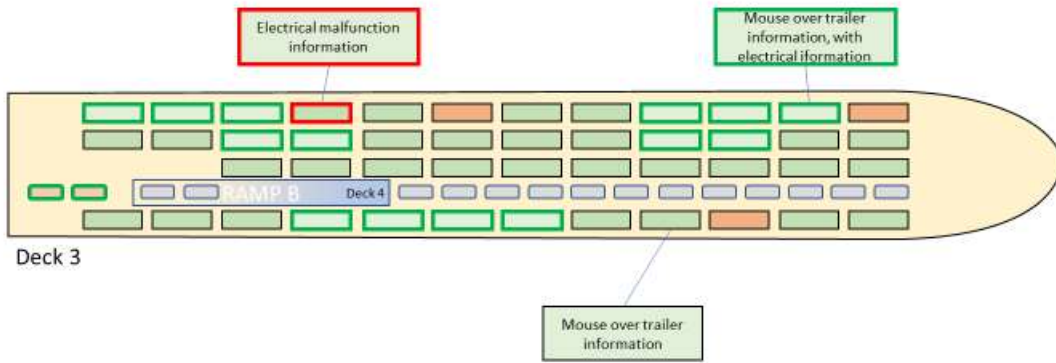 Electrical malfunction
information
Mouse over trailer
information, with
electrical iformation
RAMP B
Deck 4
Deck 3
Mouse over trailer
information